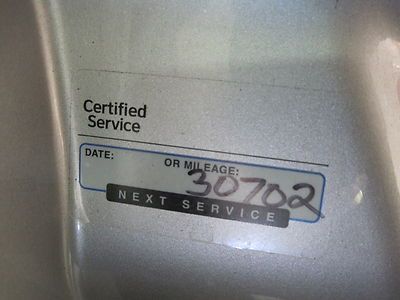 Certified
Service
DATE:
OR MILEAGE:
30702
NEXT SERVICE